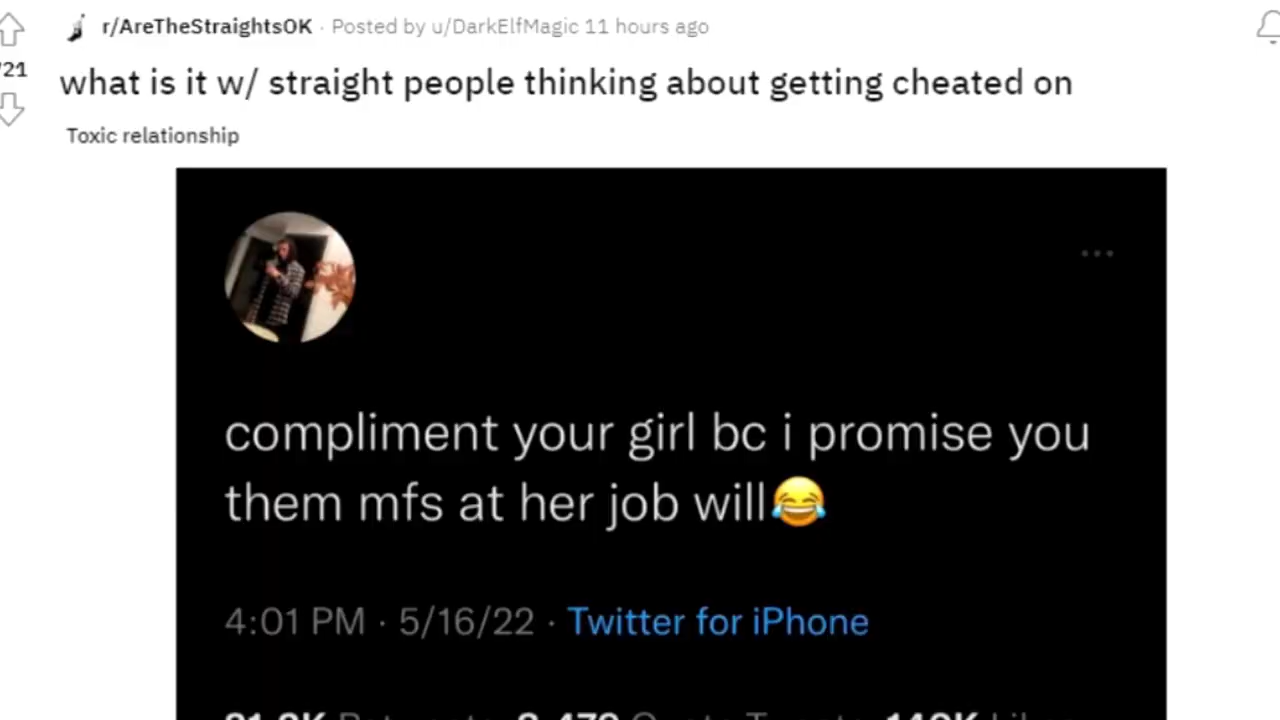 r/AreTheStraightsOK · Posted by u/DarkElfMagic 11 hours ago
21
what is it w/ straight people thinking about getting cheated on
Toxic relationship
compliment your girl bc i promise you
them mfs at her job will😂
4:01 PM · 5/16/22 · Twitter for iPhone